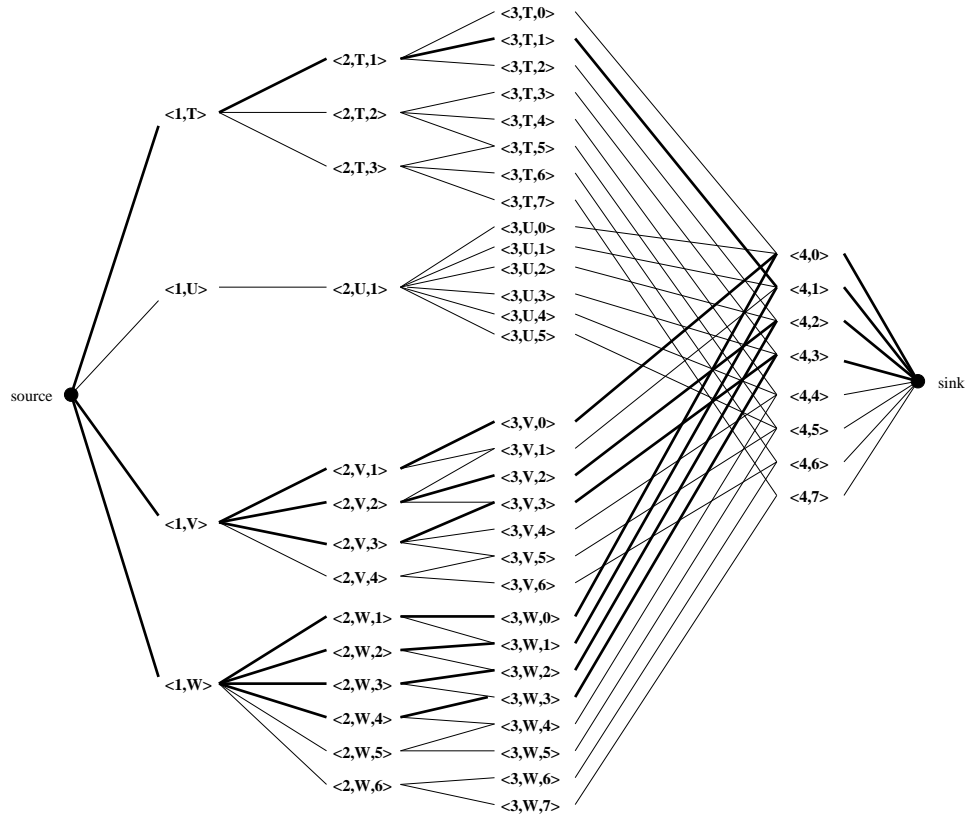 source
<1,T>
<1,U>
<1,V>
<1,W>
<2,T,1>
<2,T,2>
<2,T,3>
<2,U,1>
<2,V,1>
<2,V,2>
<2,V,3>
<2,V,4>
<2,W,1>
<2,W,2>
<2,W,3>
<2,W,4>
<2,W,5>
<2,W,6>
<3,T,0>
<3,T,1>
<3,T,2>
<3,T,3>
<3,T,4>
<3,T,5>
<3,T,6>
<3,T,7>
<3,U,0>
<3,U,1>
<3,U,2>
<3,U,3>
<3,U,4>
<3,U,5>
<3,V,0>
<3,V,1>
<3,V,2>
<3,V,3>
<3,V,4>
<3,V,5>
<3,V,6>
<3,W,0>
<3,W,1>
<3,W,2>
<3,W,3>
<3,W,4>
<3,W,5>
<3,W,6>
<3,W,7>
<4,0>
<4,1>
<4,2>
<4,3>
<4,4>
<4,5>
<4,6>
<4,7>
sink